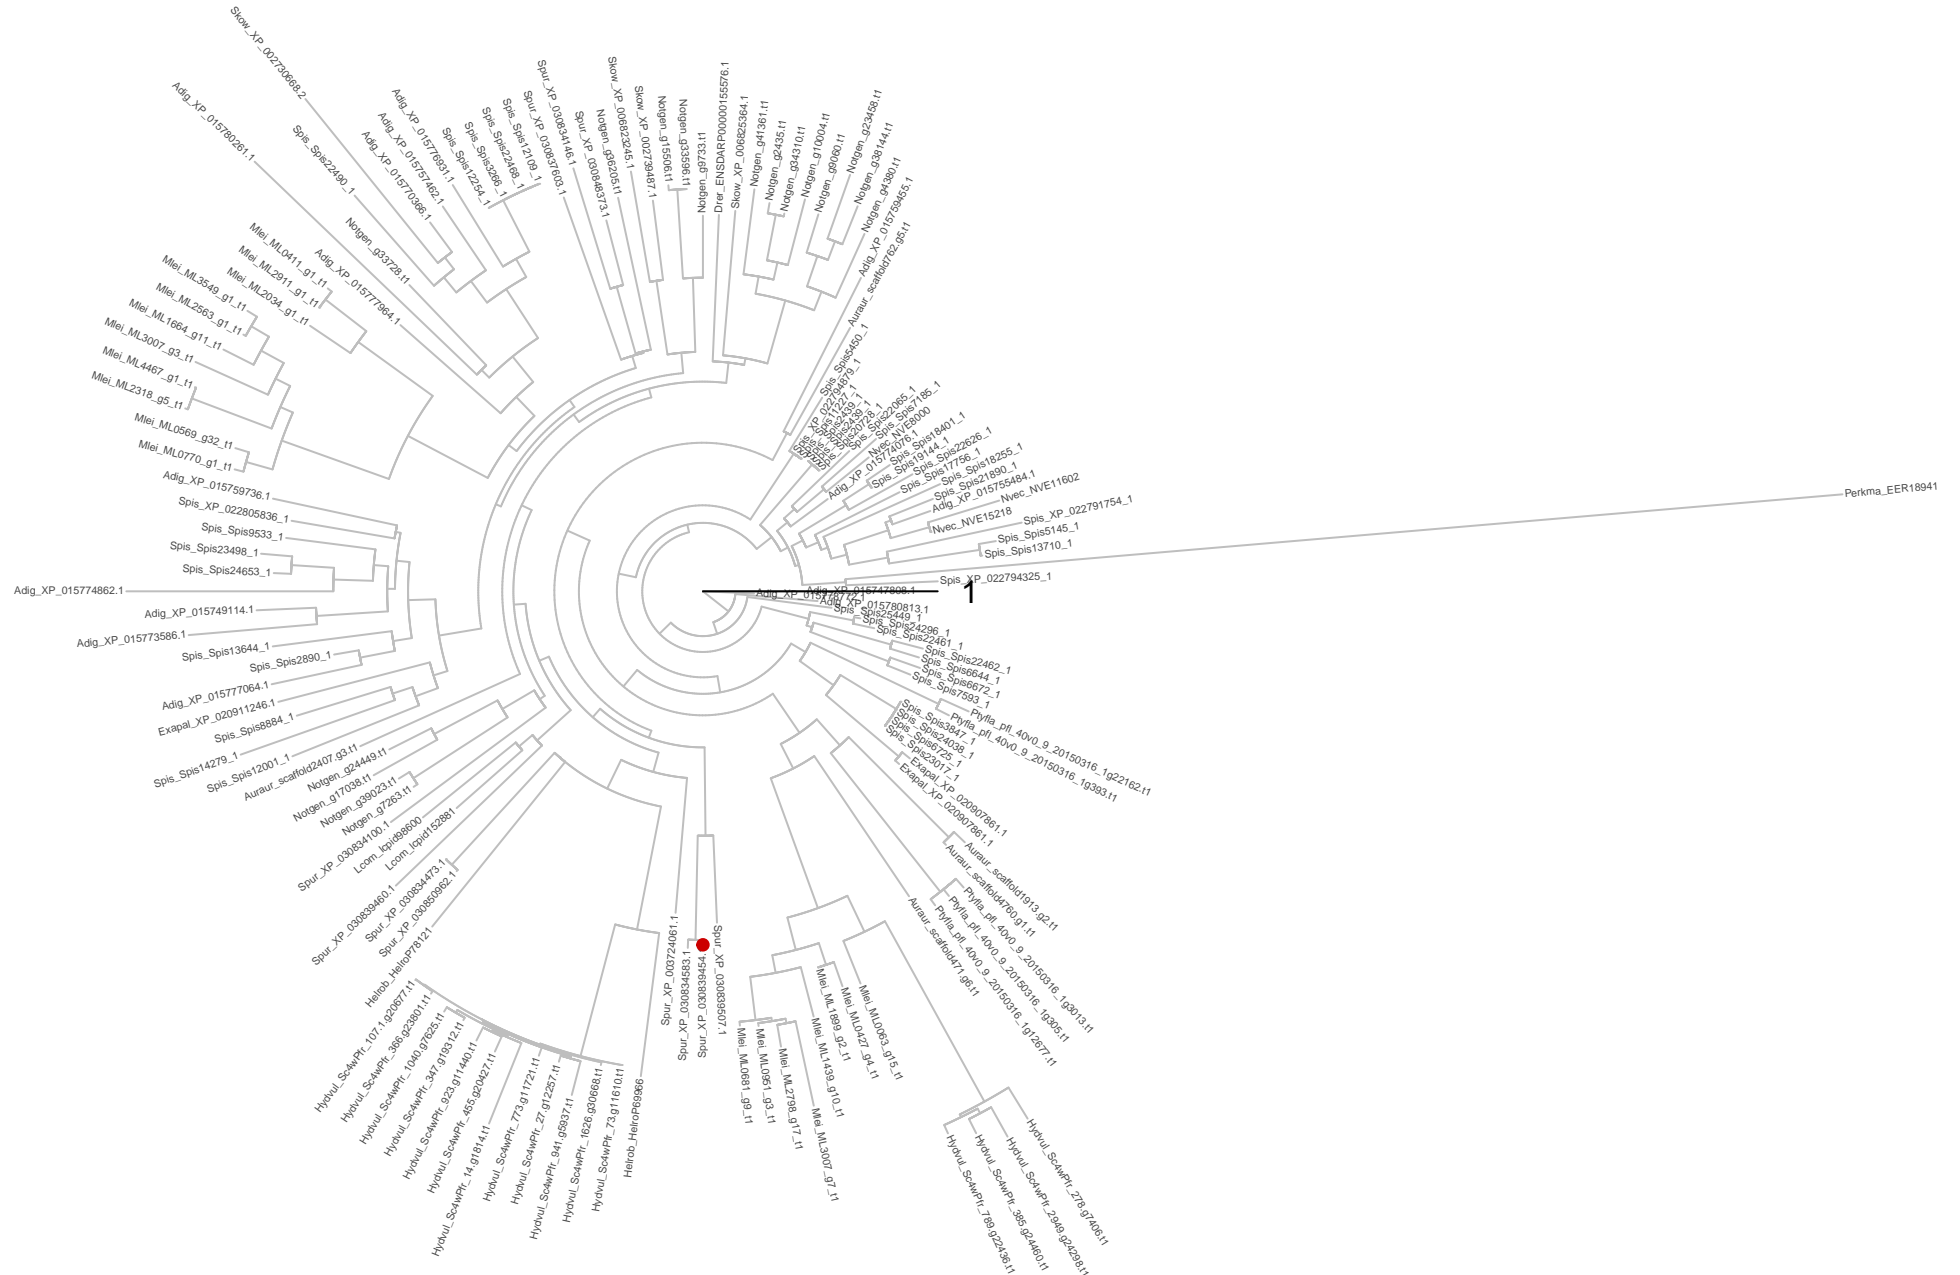 Skow_XP_002730668.2
Adig_XP_015780261.1
Spis_Spis22490_1
Adig_XP_015770366.1
Adig_XP_015757462.1
Adig_XP_015776931.1
Spis_Spis12254_1
Spis_Spis3266_1
Spis_Spis22468_1
Spis_Spis12109_1
Spur_XP_030837603.1
Spur_XP_030834146.1
Spur_XP_030848373.1
Notgen_g36205.t1
Skow_XP_006823245.1
Skow_XP_002739487.1
Notgen_g15506.t1
Notgen_g33596.t1
Notgen_g9733.t1
Drer_ENSDARP00000155576.1
Skow_XP_006825364.1
Notgen_g41361.t1
Notgen_g2435.t1
Notgen_g34310.t1
Notgen_g10004.t1
Notgen_g9060.t1
Notgen_g23458.t1
Notgen_g38144.t1
Notgen_g4380.t1
Adig_XP_015759455.1
Auraur_scaffold762.g5.t1
Spis_Spis5450_1
Spis_Spis20728_1
Spis_Spis22065_1
Spis_Spis7185_1
Nvec_NVE8000
Adig_XP_015774076.1
Spis_Spis18401_1
Spis_Spis19144_1
Spis_Spis22626_1
Spis_Spis17756_1
Spis_Spis18255_1
Spis_Spis21890_1
Adig_XP_015755484.1
Nvec_NVE11602
Nvec_NVE15218
Spis_XP_022791754_1
Spis_Spis5145_1
Spis_Spis13710_1
Perkma_EER18941
Spis_XP_022794325_1
1
Adig_XP_015747808.1
Adig_XP_015780813.1
Spis_Spis25449_1
Spis_Spis24296_1
Spis_Spis22461_1
Spis_Spis22462_1
Spis_Spis6644_1
Spis_Spis6672_1
Spis_Spis7593_1
Ptyfla_pfl_40v0_9_20150316_1g22162.t1
Ptyfla_pfl_40v0_9_20150316_1g393.t1
Spis_Spis3847_1
Spis_Spis24038_1
Spis_Spis6725_1
Spis_Spis23017_1
Exapal_XP_020907861.1
Exapal_XP_020907861.1
Auraur_scaffold1913.g2.t1
Auraur_scaffold4760.g1.t1
Ptyfla_pfl_40v0_9_20150316_1g3013.t1
Ptyfla_pfl_40v0_9_20150316_1g305.t1
Ptyfla_pfl_40v0_9_20150316_1g12677.t1
Auraur_scaffold471.g6.t1
Hydvul_Sc4wPfr_278.g7406.t1
Hydvul_Sc4wPfr_2949.g24298.t1
Hydvul_Sc4wPfr_385.g24460.t1
Hydvul_Sc4wPfr_789.g22436.t1
Mlei_ML0063_g15_t1
Mlei_ML0427_g4_t1
Mlei_ML1899_g2_t1
Mlei_ML1439_g10_t1
Mlei_ML3007_g7_t1
Mlei_ML2798_g17_t1
Mlei_ML0951_g3_t1
Mlei_ML0681_g9_t1
Spur_XP_030839507.1
Spur_XP_030839454.
Spur_XP_030834583.1
Spur_XP_003724061.1
Helrob_HelroP69966
Hydvul_Sc4wPfr_73.g11610.t1
Hydvul_Sc4wPfr_1626.g30668.t1
Hydvul_Sc4wPfr_941.g5937.t1
Hydvul_Sc4wPfr_27.g12257.t1
Hydvul_Sc4wPfr_773.g11721.t1
Hydvul_Sc4wPfr_14.g1814.t1
Hydvul_Sc4wPfr_455.g20427.t1
Hydvul_Sc4wPfr_923.g11440.t1
Hydvul_Sc4wPfr_347.g19312.t1
Hydvul_Sc4wPfr_1040.g7625.t1
Hydvul_Sc4wPfr_366.g23801.t1
Hydvul_Sc4wPfr_107.1.g20677.t1
Helrob_HelroP78121
Spur_XP_030850962.1
Spur_XP_030834473.1
Spur_XP_030839460.1
Lcom_lcpid152881
Lcom_lcpid98600
Spur_XP_030834100.1
Notgen_g7263.t1
Notgen_g39023.t1
Notgen_g17038.t1
Notgen_g24449.t1
Auraur_scaffold2407.g3.t1
Spis_Spis12001_1
Spis_Spis14279_1
Spis_Spis8884_1
Exapal_XP_020911246.1
Adig_XP_015777064.1
Spis_Spis2890_1
Spis_Spis13644_1
Adig_XP_015773586.1
Adig_XP_015749114.1
Adig_XP_015774862.1
Spis_Spis24653_1
Spis_Spis23498_1
Spis_Spis9533_1
Spis_XP_022805836_1
Adig_XP_015759736.1
Mlei_ML0770_g1_t1
Mlei_ML0569_g32_t1
Mlei_ML2318_g5_t1
Mlei_ML4467_g1_t1
Mlei_ML3007_g3_t1
Mlei_ML1664_g11_t1
Mlei_ML2563_g1_t1
Mlei_ML3549_g1_t1
Mlei_ML2034_g1_t1
Mlei_ML2911_g1_t1
Mlei_ML0411_g1_t1
Adig_XP_015777964.1
Notgen_g33728.t1